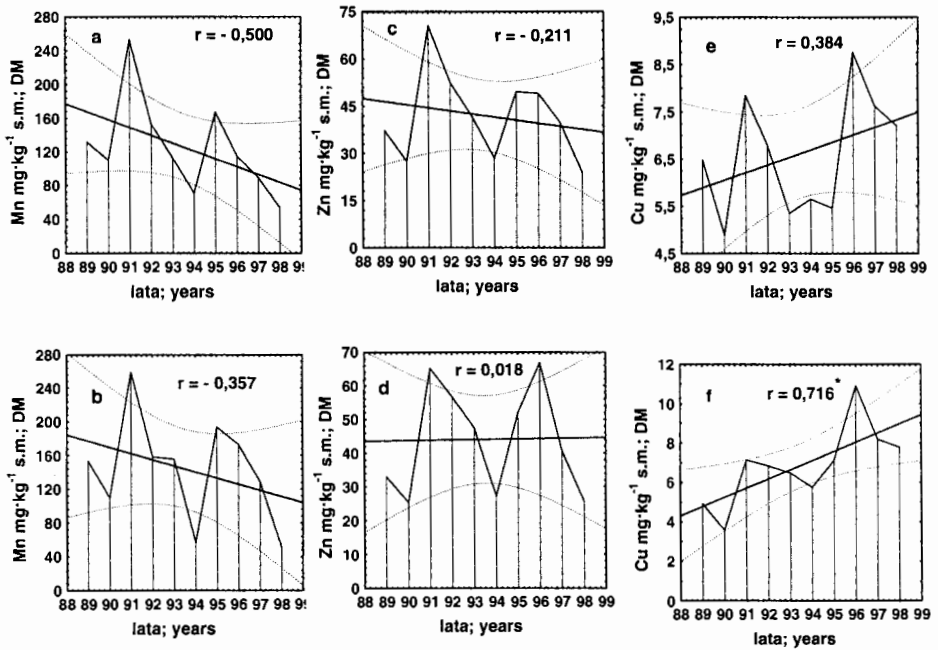 a
r = - 0,500
Mn mg·kg⁻¹ s.m.; DM
280
240
200
160
120
80
40
0
88 89 90 91 92 93 94 95 96 97 98 99
lata; years
c
r = - 0,211
Zn mg·kg⁻¹ s.m.; DM
75
60
45
30
15
0
88 89 90 91 92 93 94 95 96 97 98 99
lata; years
e
r = 0,384
Cu mg·kg⁻¹ s.m.; DM
9,5
8,5
7,5
6,5
5,5
4,5
88 89 90 91 92 93 94 95 96 97 98 99
lata; years
b
r = - 0,357
Mn mg·kg⁻¹ s.m.; DM
280
240
200
160
120
80
40
0
88 89 90 91 92 93 94 95 96 97 98 99
lata; years
d
r = 0,018
Zn mg·kg⁻¹ s.m.; DM
70
60
50
40
30
20
10
0
88 89 90 91 92 93 94 95 96 97 98 99
lata; years
f
r = 0,716*
Cu mg·kg⁻¹ s.m.; DM
12
10
8
6
4
2
0
88 89 90 91 92 93 94 95 96 97 98 99
lata; years